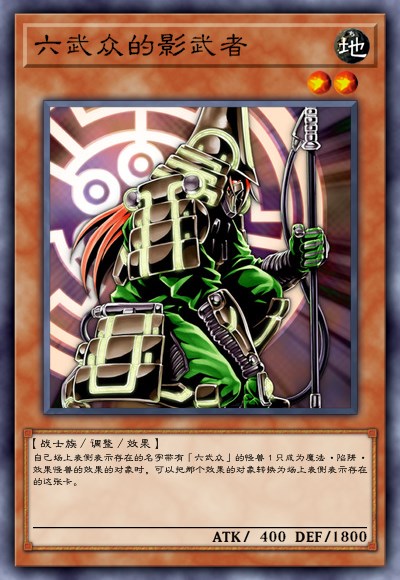 六武众的影武者
地
【战士族／调整／效果】
自己场上表侧表示存在的名字带有「六武众」的怪兽1只成为魔法·陷阱·
效果怪兽的效果的对象时，可以把那个效果的对象转换为场上表侧表示存在
的这张卡。
ATK/ 400 DEF/1800